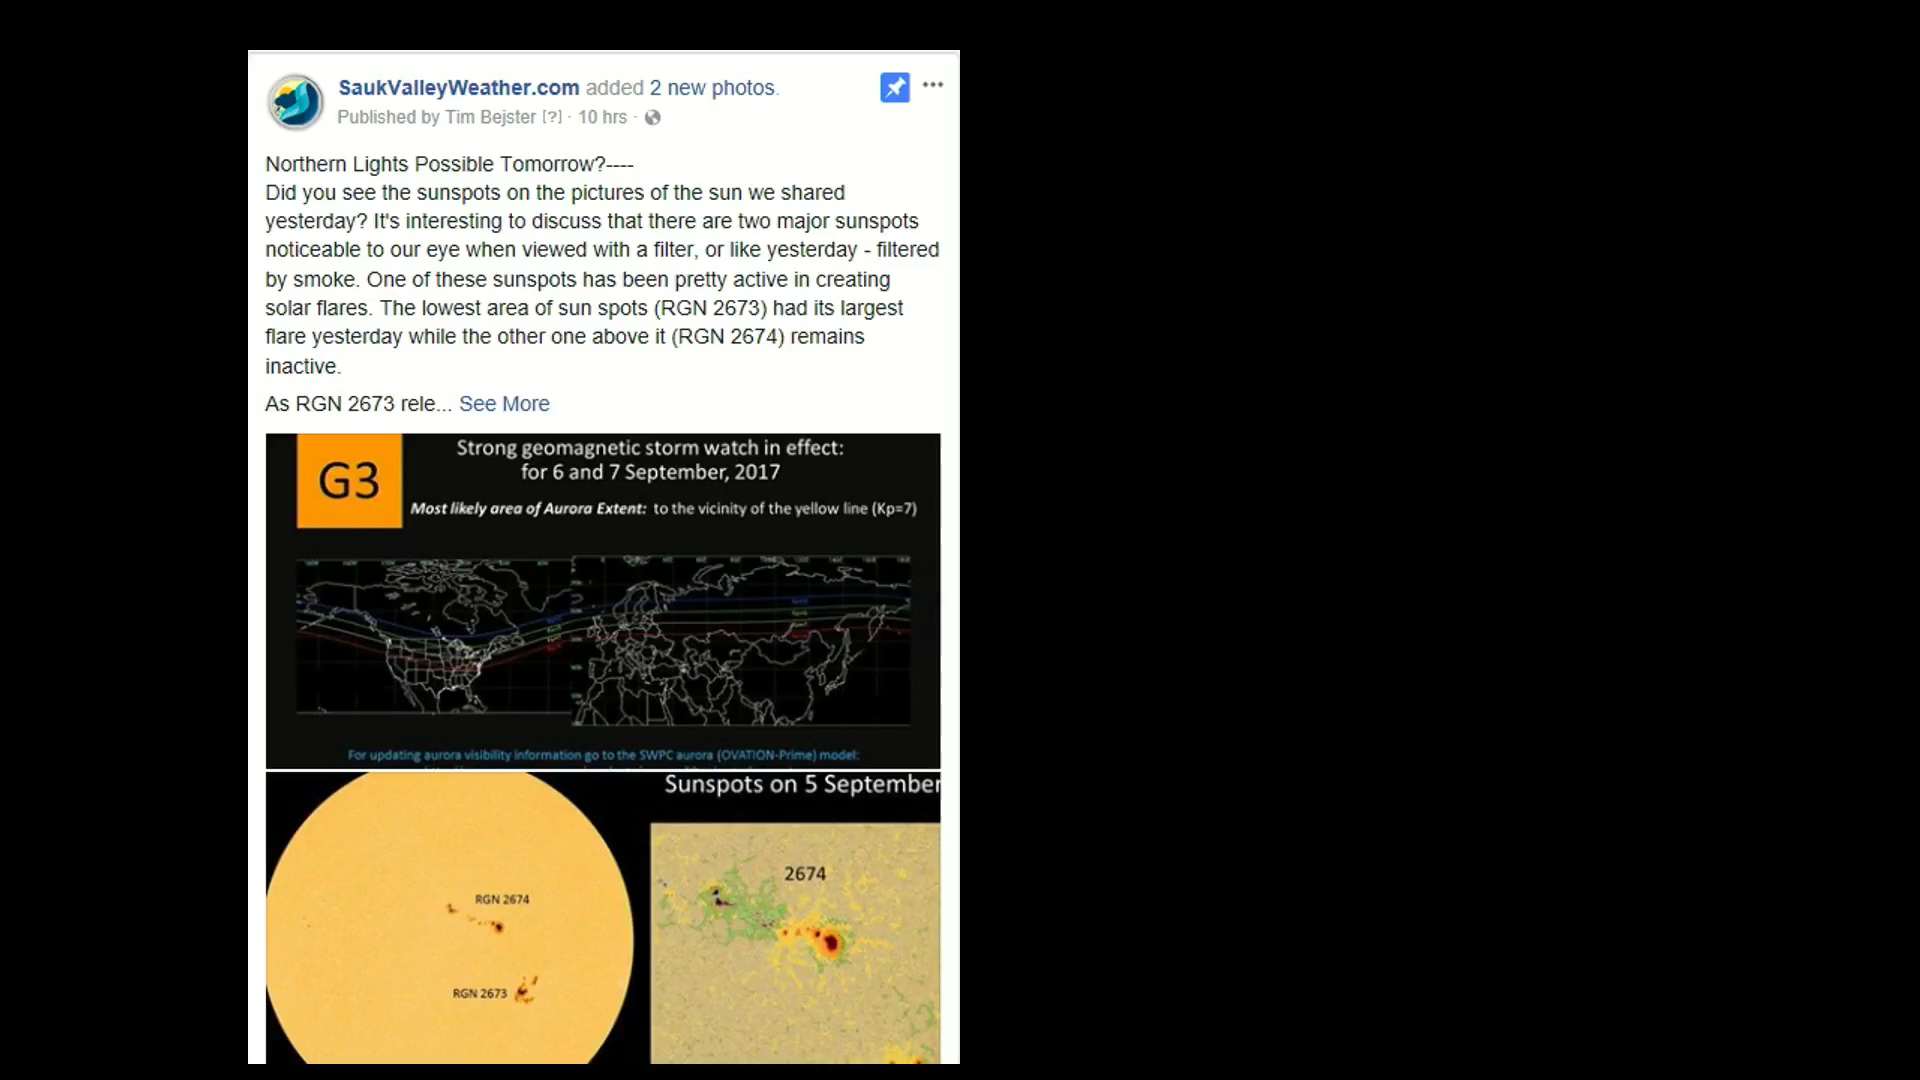 SaukValleyWeather.com added 2 new photos.
Published by Tim Bejster [?] · 10 hrs ·
Northern Lights Possible Tomorrow?----
Did you see the sunspots on the pictures of the sun we shared
yesterday? It's interesting to discuss that there are two major sunspots
noticeable to our eye when viewed with a filter, or like yesterday - filtered
by smoke. One of these sunspots has been pretty active in creating
solar flares. The lowest area of sun spots (RGN 2673) had its largest
flare yesterday while the other one above it (RGN 2674) remains
inactive.
As RGN 2673 rele... See More
G3
Strong geomagnetic storm watch in effect:
for 6 and 7 September, 2017
Most likely area of Aurora Extent: to the vicinity of the yellow line (Kp=7)
For updating aurora visibility information go to the SWPC aurora (OVATION-Prime) model:
Sunspots on 5 September
2674
RGN 2674
RGN 2673